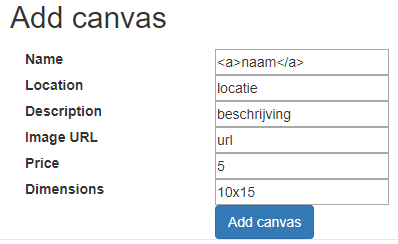 Add canvas
Name <a>naam</a>
Location locatie
Description beschrijving
Image URL url
Price 5
Dimensions 10x15
Add canvas